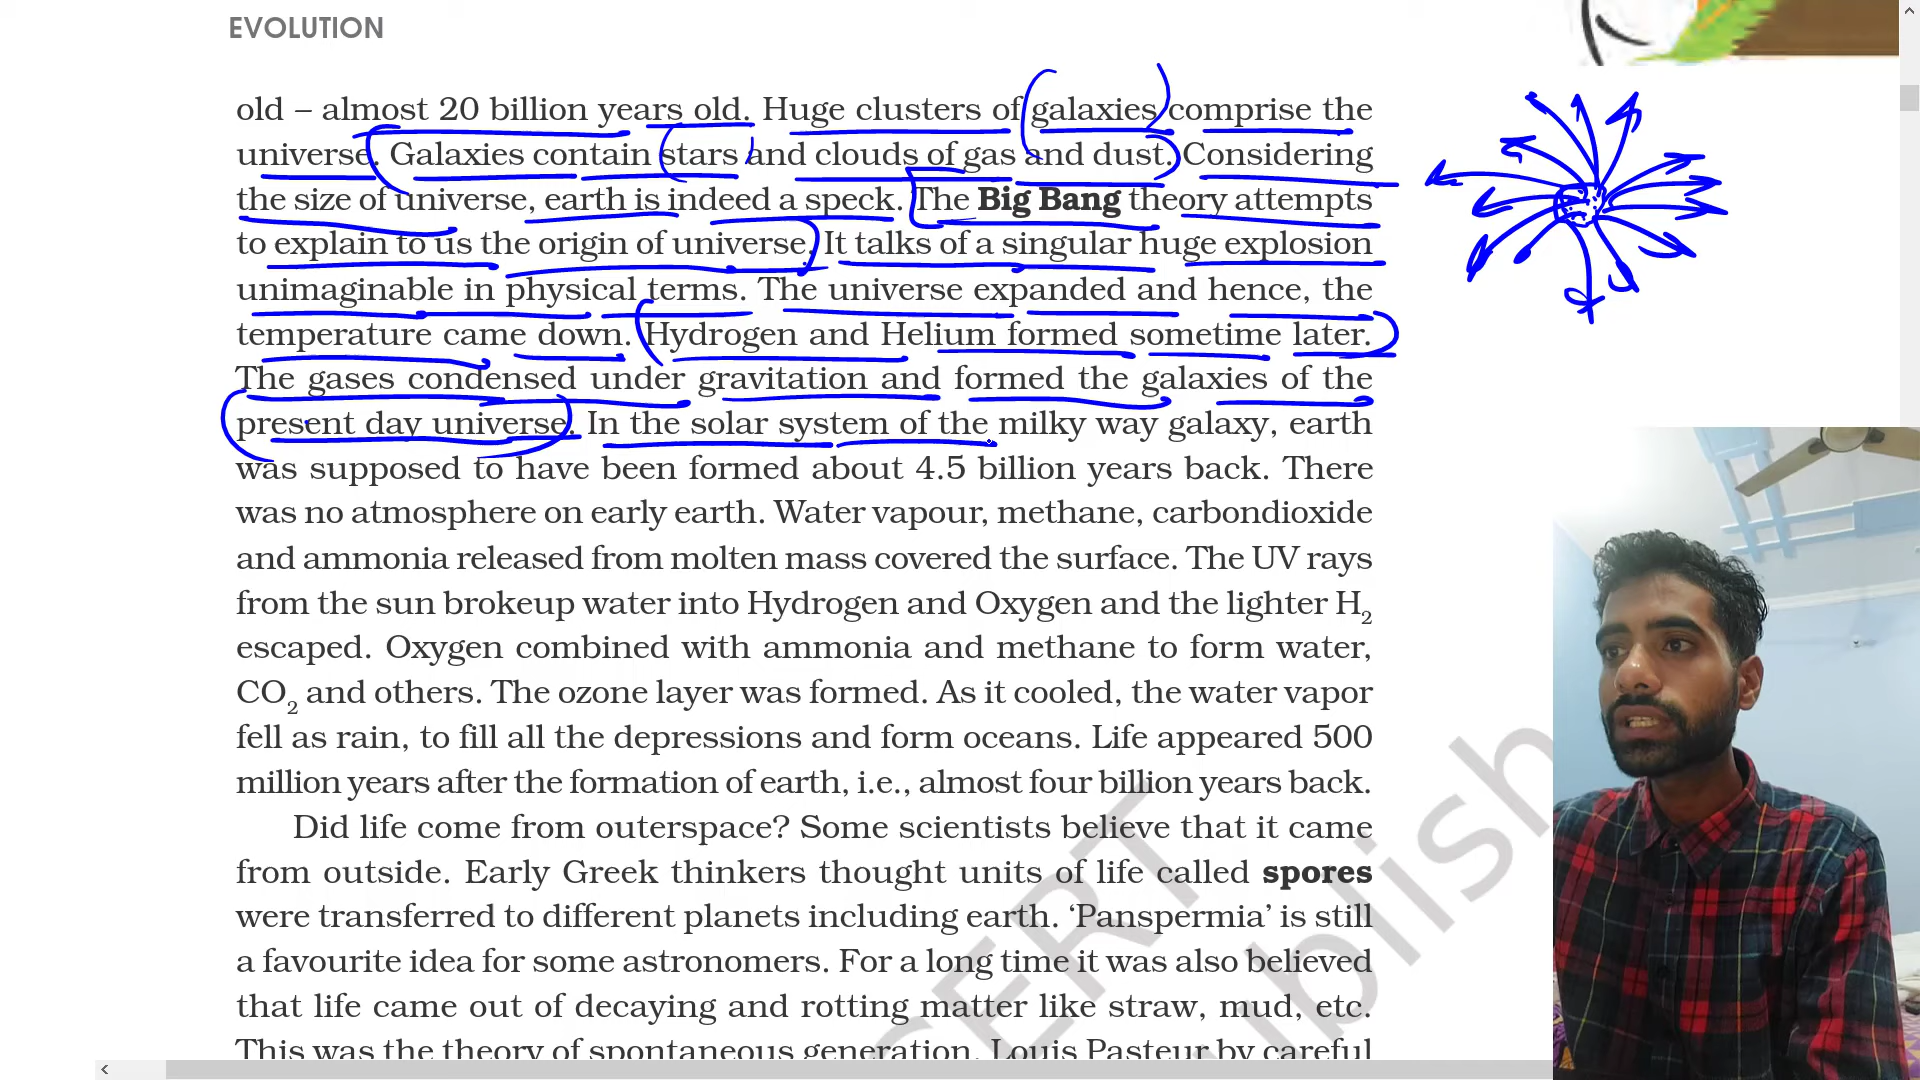 EVOLUTION
old – almost 20 billion years old. Huge clusters of galaxies comprise the
universe. Galaxies contain stars and clouds of gas and dust. Considering
the size of universe, earth is indeed a speck. The Big Bang theory attempts
to explain to us the origin of universe. It talks of a singular huge explosion
unimaginable in physical terms. The universe expanded and hence, the
temperature came down. Hydrogen and Helium formed sometime later.
The gases condensed under gravitation and formed the galaxies of the
present day universe. In the solar system of the milky way galaxy, earth
was supposed to have been formed about 4.5 billion years back. There
was no atmosphere on early earth. Water vapour, methane, carbondioxide
and ammonia released from molten mass covered the surface. The UV rays
from the sun brokeup water into Hydrogen and Oxygen and the lighter H₂
escaped. Oxygen combined with ammonia and methane to form water,
CO₂ and others. The ozone layer was formed. As it cooled, the water vapor
fell as rain, to fill all the depressions and form oceans. Life appeared 500
million years after the formation of earth, i.e., almost four billion years back.
Did life come from outerspace? Some scientists believe that it came
from outside. Early Greek thinkers thought units of life called spores
were transferred to different planets including earth. ‘Panspermia’ is still
a favourite idea for some astronomers. For a long time it was also believed
that life came out of decaying and rotting matter like straw, mud, etc.
This was the theory of spontaneous generation. Louis Pasteur by careful